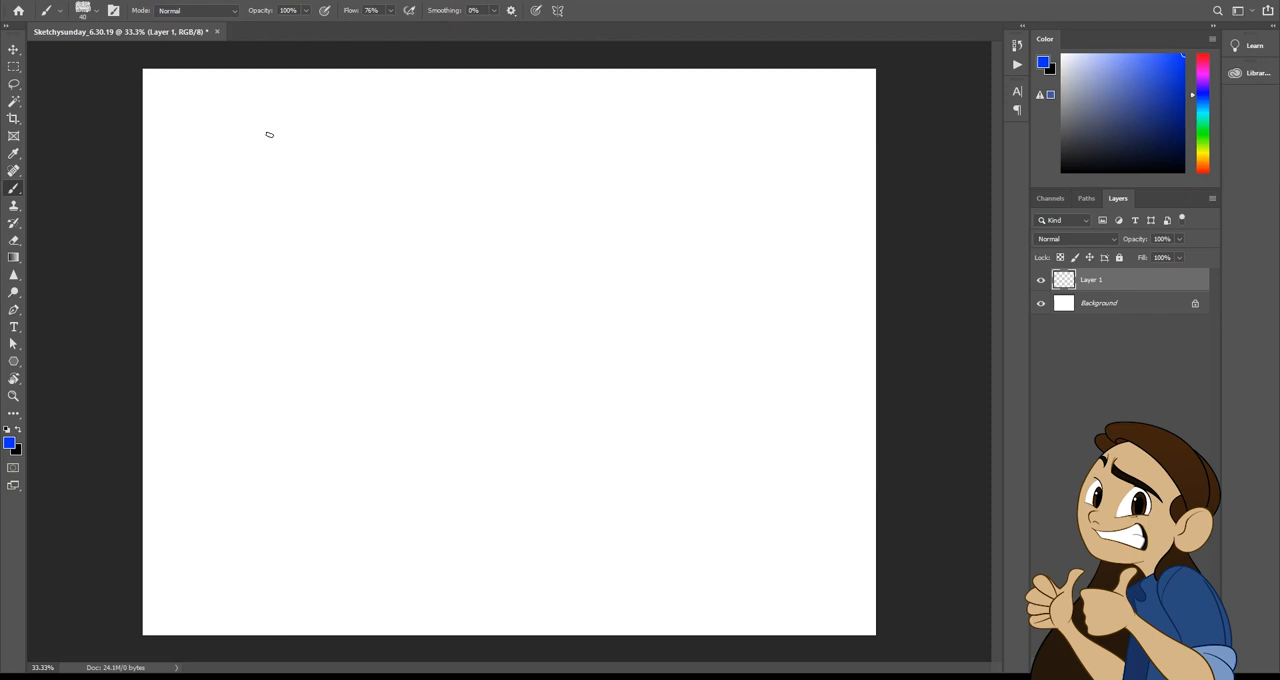 Mode: Normal Opacity: 100% Flow: 76% Smoothing: 0%
40
Sketchysunday_6.30.19 @ 33.3% (Layer 1, RGB/8) * ×
Color
Learn
Librar...
Channels Paths Layers
Kind
Normal Opacity: 100%
Lock: Fill: 100%
Layer 1
Background
33.33% Doc: 24.1M/0 bytes